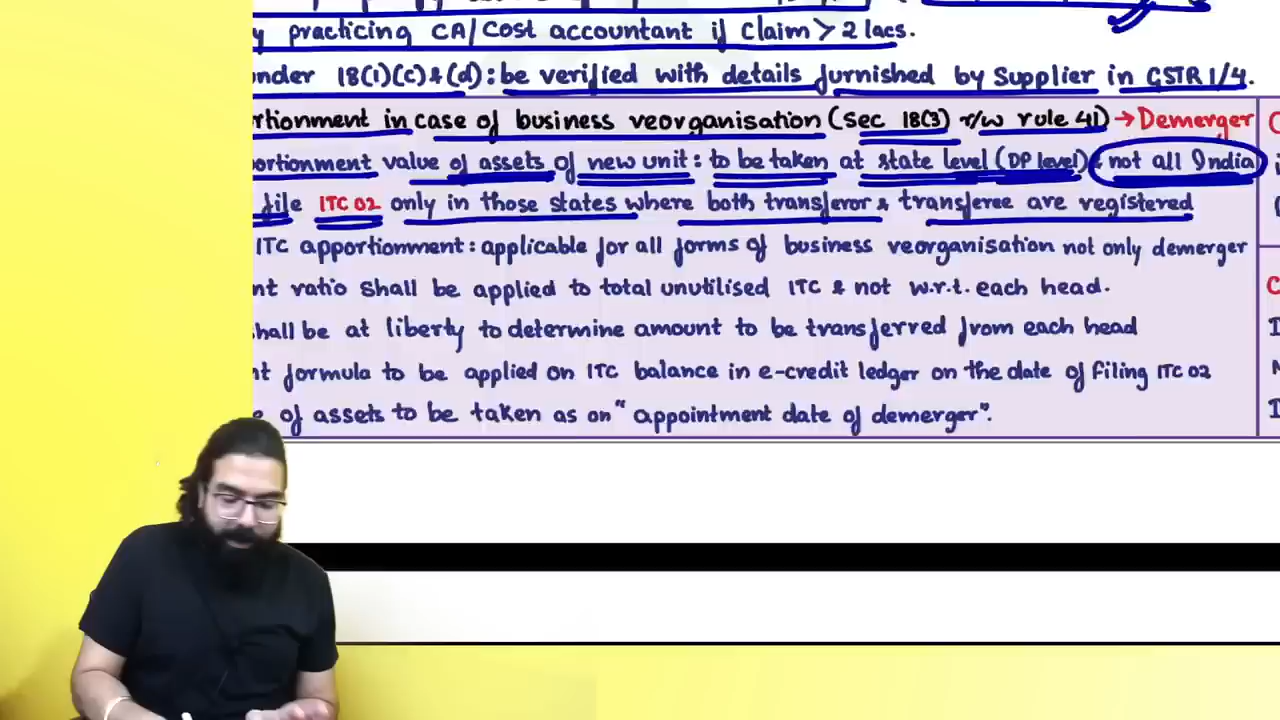 y practicing CA/Cost accountant if claim > 2 lacs.
under 18(1)(c)&(d): be verified with details furnished by Supplier in GSTR 1/4.
rtionment in case of business reorganisation (Sec 18(3) r/w rule 41) → Demerger
portionment value of assets of new unit: to be taken at state level (DP level) & not all India
file ITC 02 only in those states where both transferor & transferee are registered
ITC apportionment: applicable for all forms of business reorganisation not only demerger
nt ratio shall be applied to total unutilised ITC & not w.r.t. each head.
shall be at liberty to determine amount to be transferred from each head
nt formula to be applied on ITC balance in e-credit ledger on the date of filing ITC 02
e of assets to be taken as on "appointment date of demerger".